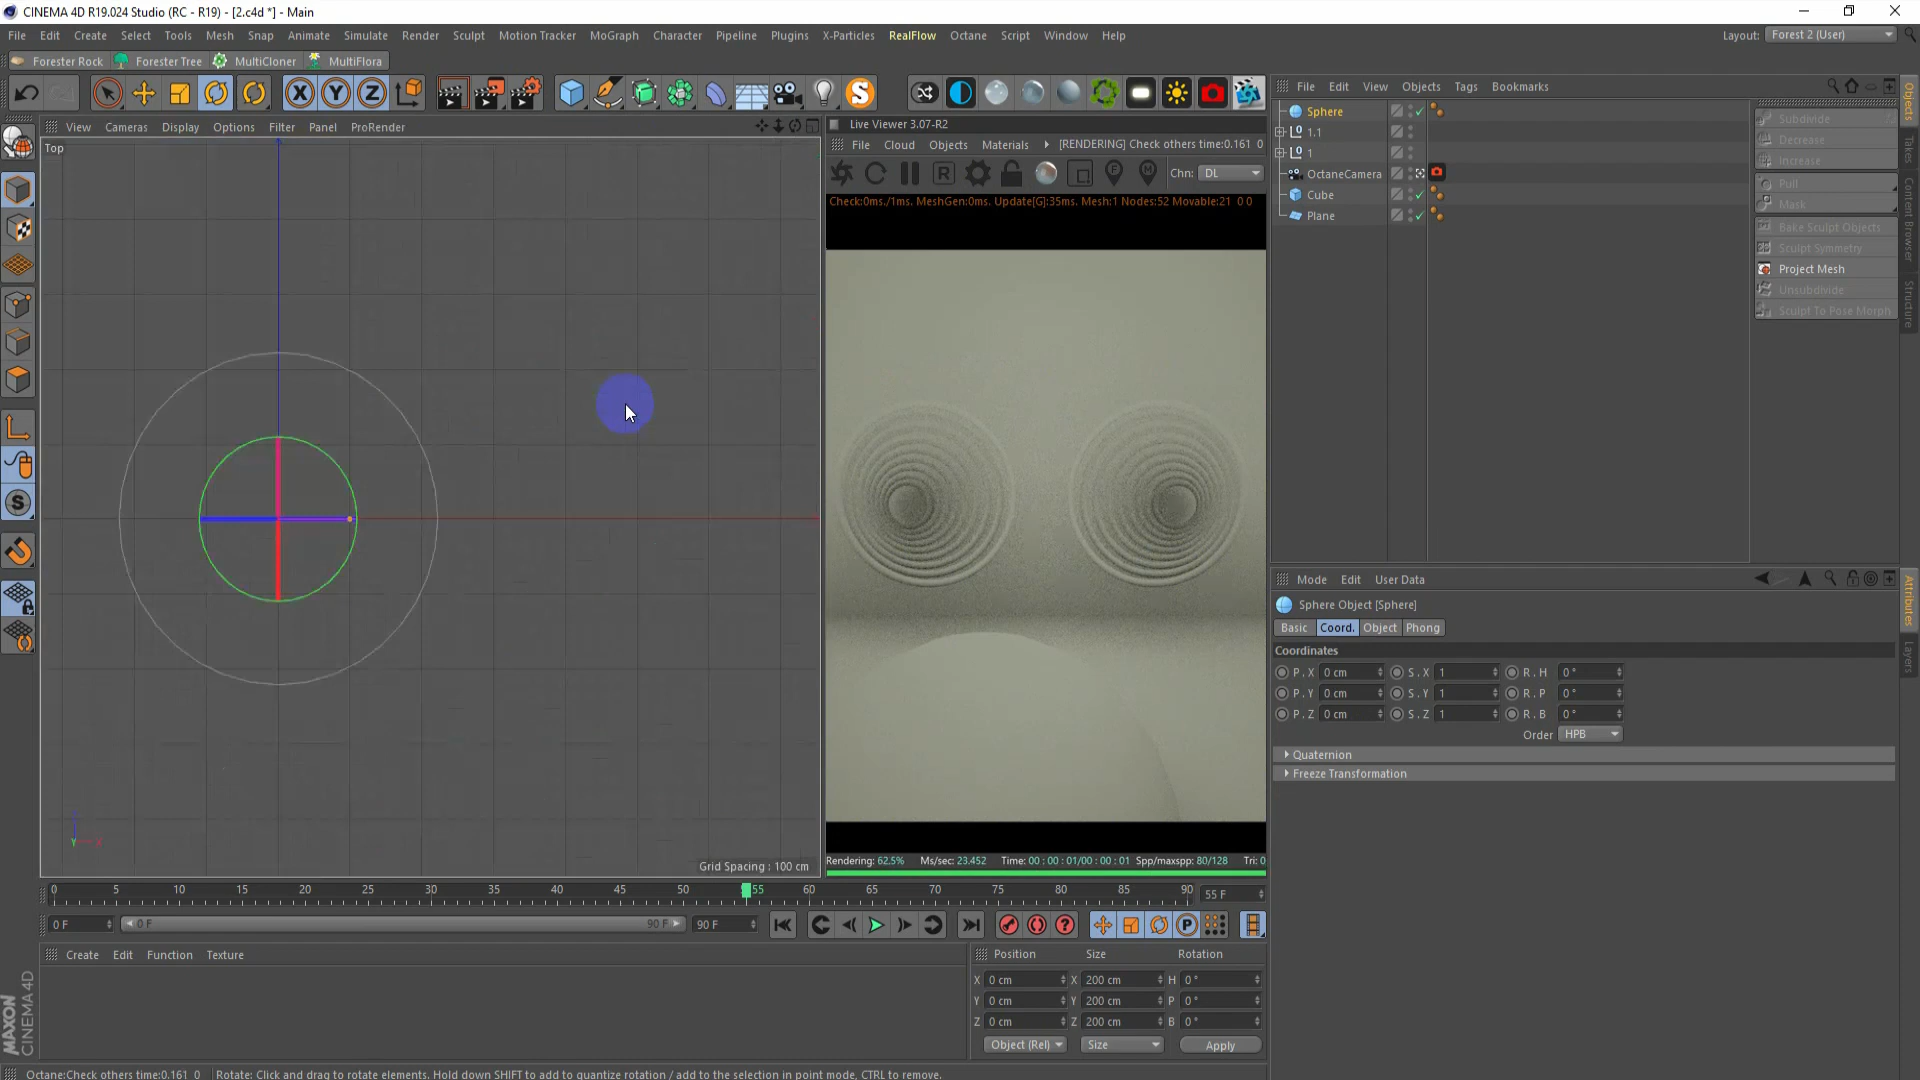 CINEMA 4D R19.024 Studio (RC - R19) - [2.c4d *] - Main
File Edit Create Select Tools Mesh Snap Animate Simulate Render Sculpt Motion Tracker MoGraph Character Pipeline Plugins X-Particles RealFlow Octane Script Window Help
Layout: Forest 2 (User)
Forester Rock Forester Tree MultiCloner MultiFlora
File Edit View Objects Tags Bookmarks
View Cameras Display Options Filter Panel ProRender
Live Viewer 3.07-R2
File Cloud Objects Materials [RENDERING] Check others time:0.161 0
Chn: DL
Check:0ms./1ms. MeshGen:0ms. Update[G]:35ms. Mesh:1 Nodes:52 Movable:21 0 0
Top
Sphere
1.1
1
OctaneCamera
Cube
Plane
Subdivide
Decrease
Increase
Pull
Mask
Bake Sculpt Objects
Sculpt Symmetry
Project Mesh
Unsubdivide
Sculpt To Pose Morph
Objects
Takes
Content Browser
Structure
Mode Edit User Data
Sphere Object [Sphere]
Basic Coord. Object Phong
Coordinates
P . X 0 cm S . X 1 R . H 0 °
P . Y 0 cm S . Y 1 R . P 0 °
P . Z 0 cm S . Z 1 R . B 0 °
Order HPB
Quaternion
Freeze Transformation
Attributes
Layers
Y X
Grid Spacing : 100 cm
Rendering: 62.5% Ms/sec: 23.452 Time: 00 : 00 : 01/00 : 00 : 01 Spp/maxspp: 80/128 Tri: 0
0 5 10 15 20 25 30 35 40 45 50 55 60 65 70 75 80 85 90 55 F
0 F 0 F 90 F 90 F
Create Edit Function Texture
Position Size Rotation
X 0 cm X 200 cm H 0 °
Y 0 cm Y 200 cm P 0 °
Z 0 cm Z 200 cm B 0 °
Object (Rel) Size Apply
MAXON
CINEMA 4D
Octane:Check others time:0.161 0 Rotate: Click and drag to rotate elements. Hold down SHIFT to add to quantize rotation / add to the selection in point mode, CTRL to remove.